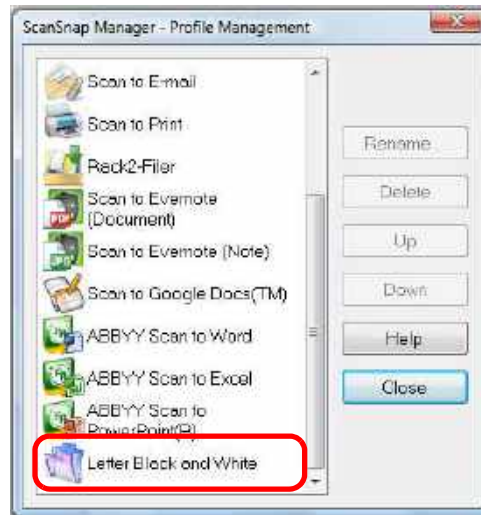 ScanSnap Manager - Profile Management
Scan to E-mail
Scan to Print
Rack2-Filer
Scan to Evernote
(Document)
Scan to Evernote (Note)
Scan to Google Docs(TM)
ABBYY Scan to Word
ABBYY Scan to Excel
ABBYY Scan to
PowerPoint(R)
Letter Black and White
Rename
Delete
Up
Down
Help
Close